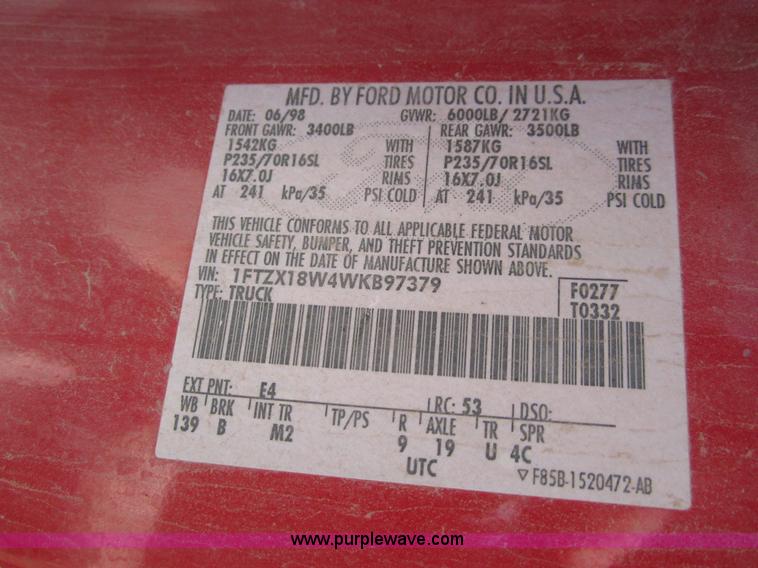 MFD. BY FORD MOTOR CO. IN U.S.A.
DATE: 06/98 GVWR: 6000LB/ 2721KG
FRONT GAWR: 3400LB REAR GAWR: 3500LB
1542KG WITH 1587KG WITH
P235/70R16SL TIRES P235/70R16SL TIRES
16X7.0J RIMS 16X7.0J RIMS
AT 241 kPa/35 PSI COLD AT 241 kPa/35 PSI COLD
THIS VEHICLE CONFORMS TO ALL APPLICABLE FEDERAL MOTOR
VEHICLE SAFETY, BUMPER, AND THEFT PREVENTION STANDARDS
IN EFFECT ON THE DATE OF MANUFACTURE SHOWN ABOVE.
VIN: 1FTZX18W4WKB97379 F0277
TYPE: TRUCK T0332
EXT PNT: E4 RC: 53 DSO:
WB BRK INT TR TP/PS R AXLE TR SPR
139 B M2 9 19 U 4C
UTC
▽ F85B-1520472-AB
www.purplewave.com